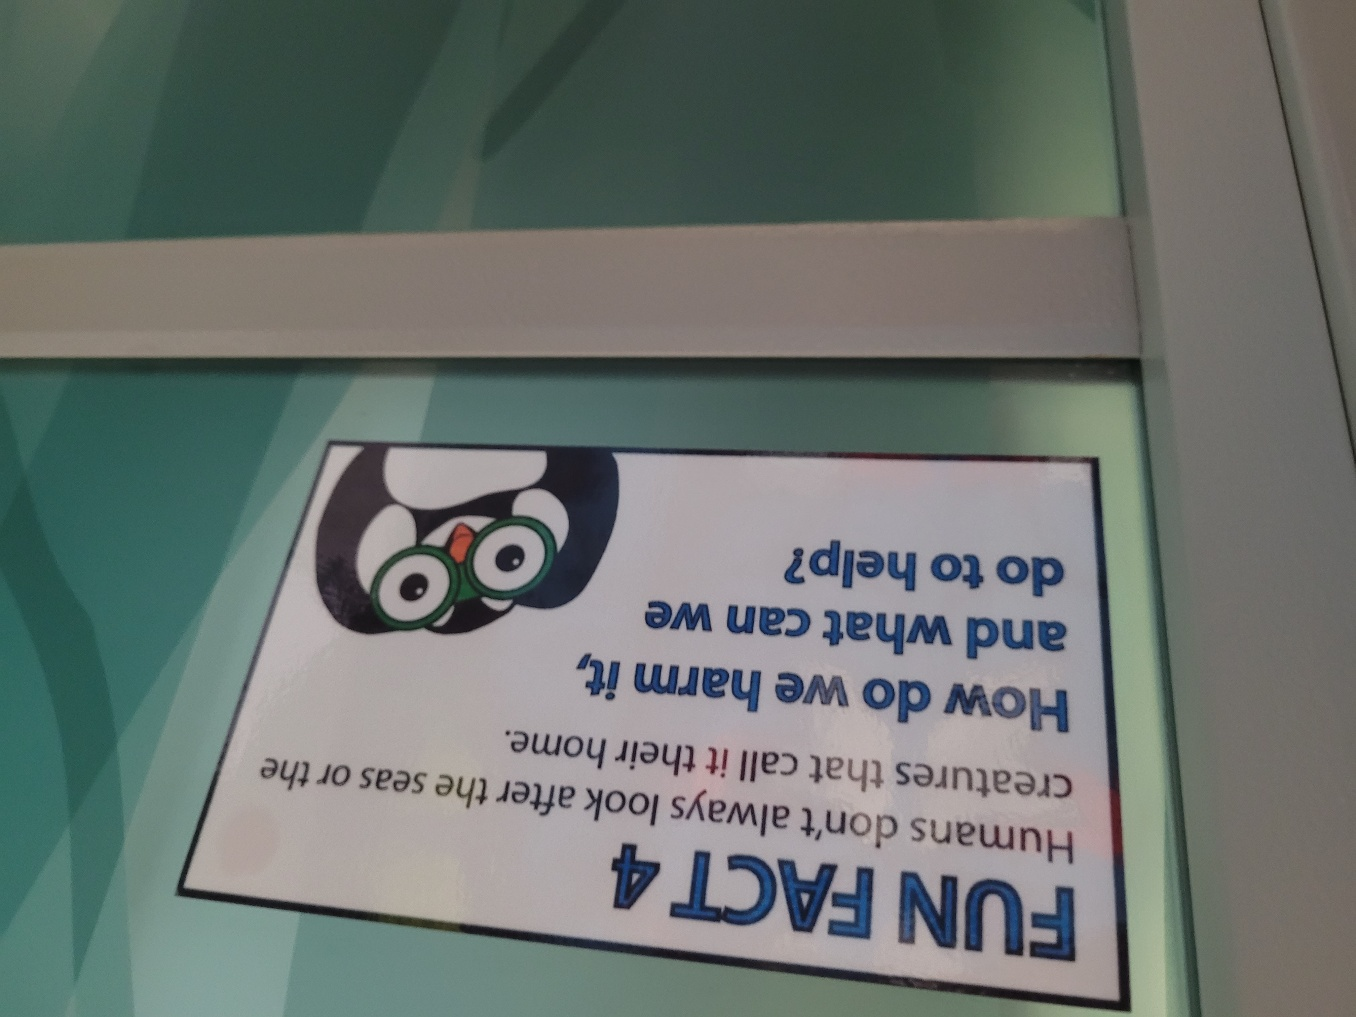 FUN FACT 4
Humans don't always look after the seas or the
creatures that call it their home.
How do we harm it,
and what can we
do to help?